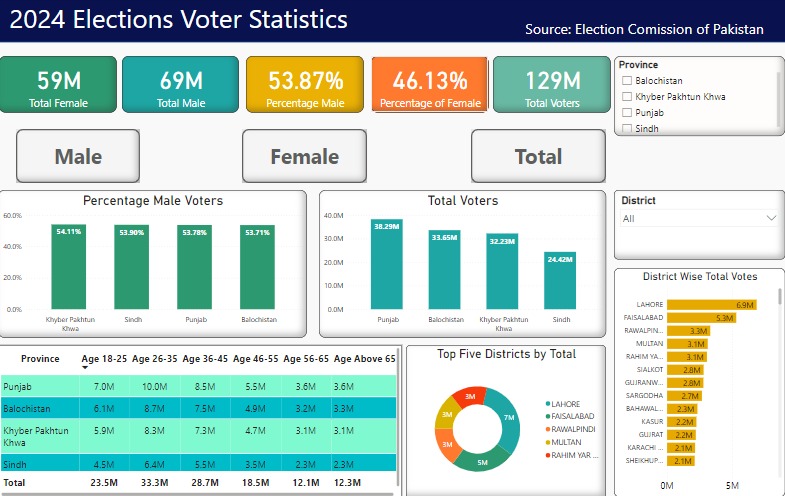 2024 Elections Voter Statistics
Source: Election Comission of Pakistan
59M
Total Female
69M
Total Male
53.87%
Percentage Male
46.13%
Percentage of Female
129M
Total Voters
Province
Balochistan
Khyber Pakhtun Khwa
Punjab
Sindh
Male
Female
Total
District
All
Percentage Male Voters
60.0%
40.0%
20.0%
0.0%
54.11%
53.90%
53.78%
53.71%
Khyber Pakhtun
Khwa
Sindh
Punjab
Balochistan
Total Voters
40.0M
30.0M
20.0M
10.0M
0.0M
38.29M
33.65M
32.23M
24.42M
Punjab
Balochistan
Khyber Pakhtun
Khwa
Sindh
District Wise Total Votes
LAHORE 6.9M
FAISALABAD 5.3M
RAWALPIN... 3.3M
MULTAN 3.1M
RAHIM YA... 3.1M
SIALKOT 2.8M
GUJRANW... 2.8M
SARGODHA 2.7M
BAHAWAL... 2.3M
KASUR 2.2M
GUJRAT 2.2M
KARACHI ... 2.1M
SHEIKHUP... 2.1M
0M 5M
Province Age 18-25 Age 26-35 Age 36-45 Age 46-55 Age 56-65 Age Above 65
Punjab 7.0M 10.0M 8.5M 5.5M 3.6M 3.6M
Balochistan 6.1M 8.7M 7.5M 4.9M 3.2M 3.3M
Khyber Pakhtun 5.9M 8.3M 7.3M 4.7M 3.1M 3.1M
Khwa
Sindh 4.5M 6.4M 5.5M 3.5M 2.3M 2.3M
Total 23.5M 33.3M 28.7M 18.5M 12.1M 12.3M
Top Five Districts by Total
3M
7M
3M
3M
5M
LAHORE
FAISALABAD
RAWALPINDI
MULTAN
RAHIM YAR ...